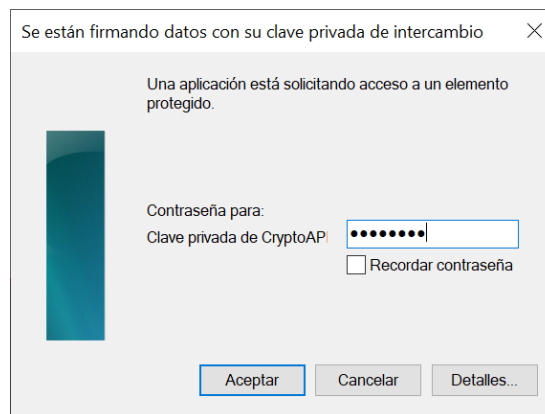 Se están firmando datos con su clave privada de intercambio
Una aplicación está solicitando acceso a un elemento
protegido.
Contraseña para:
Clave privada de CryptoAPI
••••••••
Recordar contraseña
Aceptar
Cancelar
Detalles...